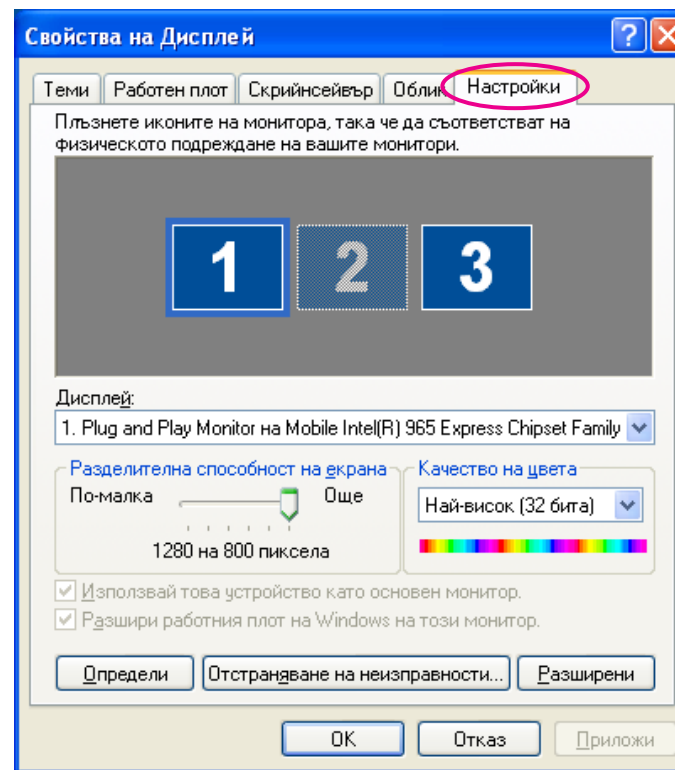 Свойства на Дисплей
Теми Работен плот Скрийнсейвър Облик Настройки
Плъзнете иконите на монитора, така че да съответстват на
физическото подреждане на вашите монитори.
1 2 3
Дисплей:
1. Plug and Play Monitor на Mobile Intel(R) 965 Express Chipset Family
Разделителна способност на екрана Качество на цвета
По-малка Още Най-висок (32 бита)
1280 на 800 пиксела
Използвай това устройство като основен монитор.
Разшири работния плот на Windows на този монитор.
Определи Отстраняване на неизправности... Разширени
OK Отказ Приложи